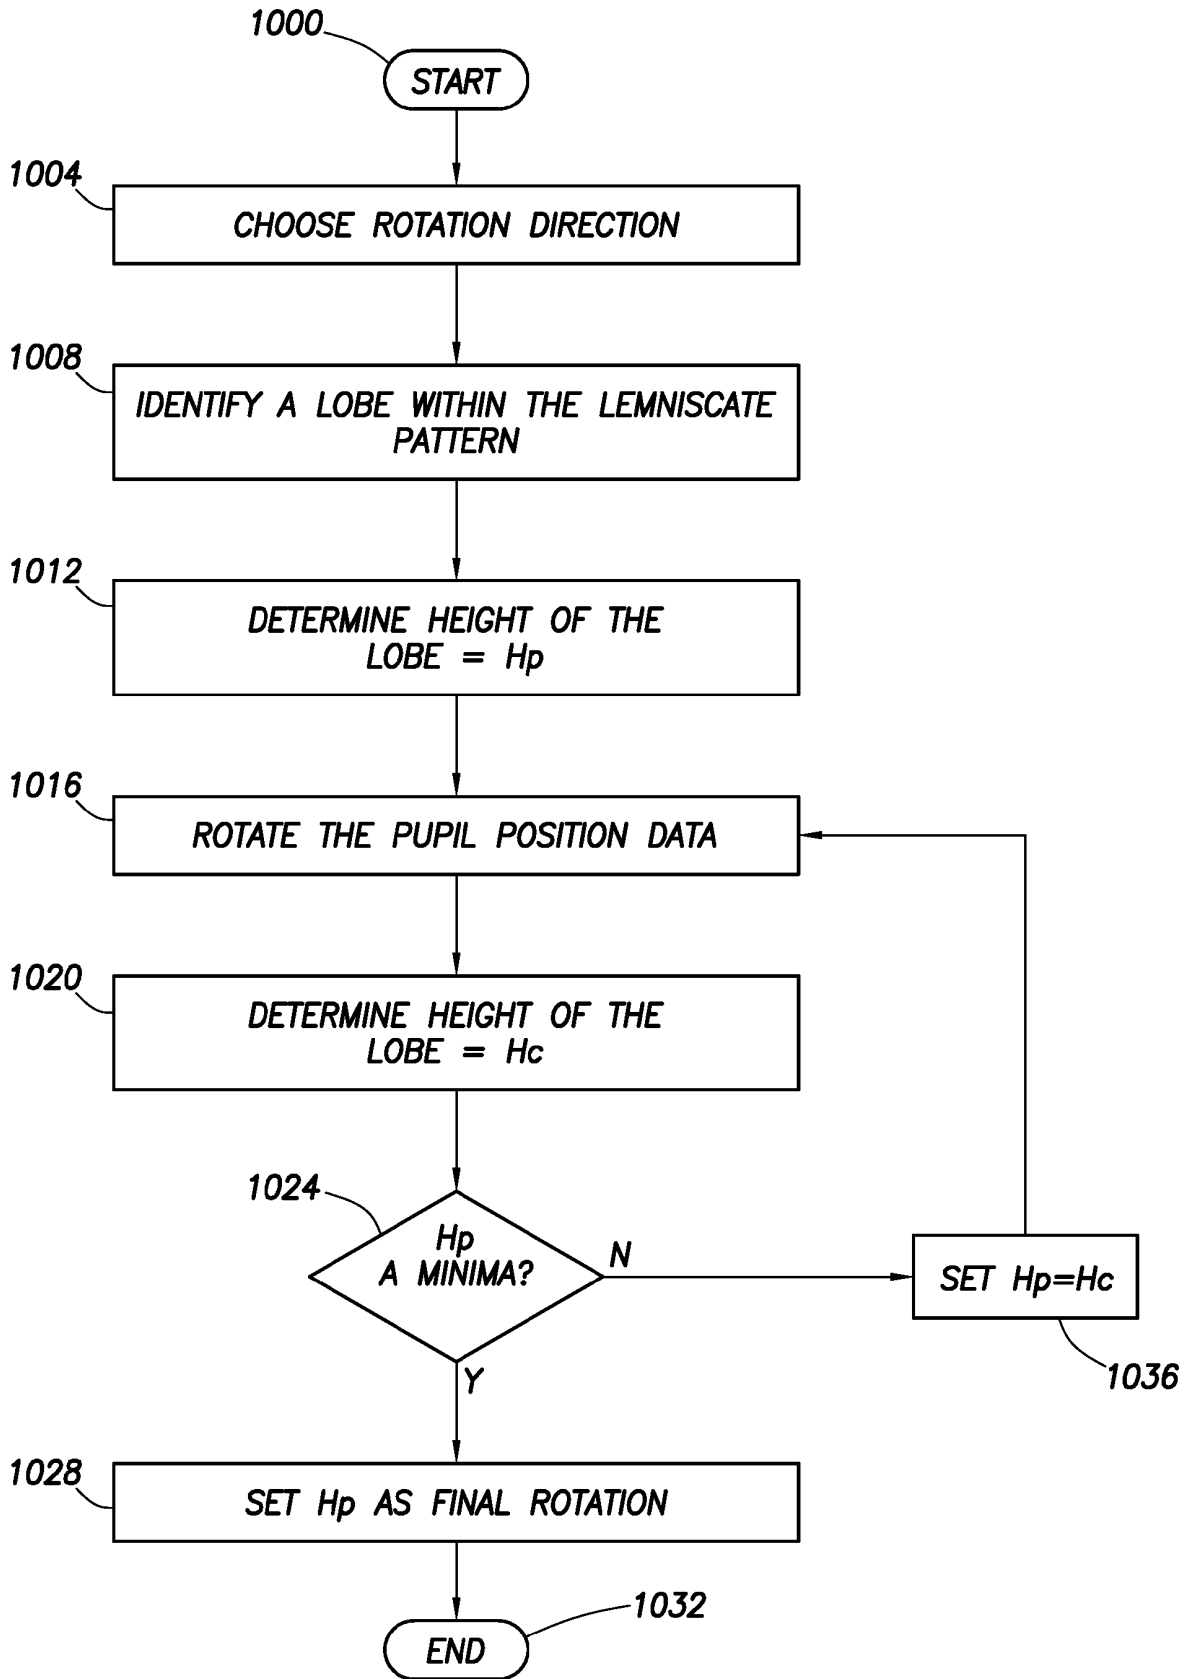 1000
START
1004
CHOOSE ROTATION DIRECTION
1008
IDENTIFY A LOBE WITHIN THE LEMNISCATE
PATTERN
1012
DETERMINE HEIGHT OF THE
LOBE = Hp
1016
ROTATE THE PUPIL POSITION DATA
1020
DETERMINE HEIGHT OF THE
LOBE = Hc
1024
Hp
A MINIMA?
N
SET Hp=Hc
1036
Y
1028
SET Hp AS FINAL ROTATION
1032
END